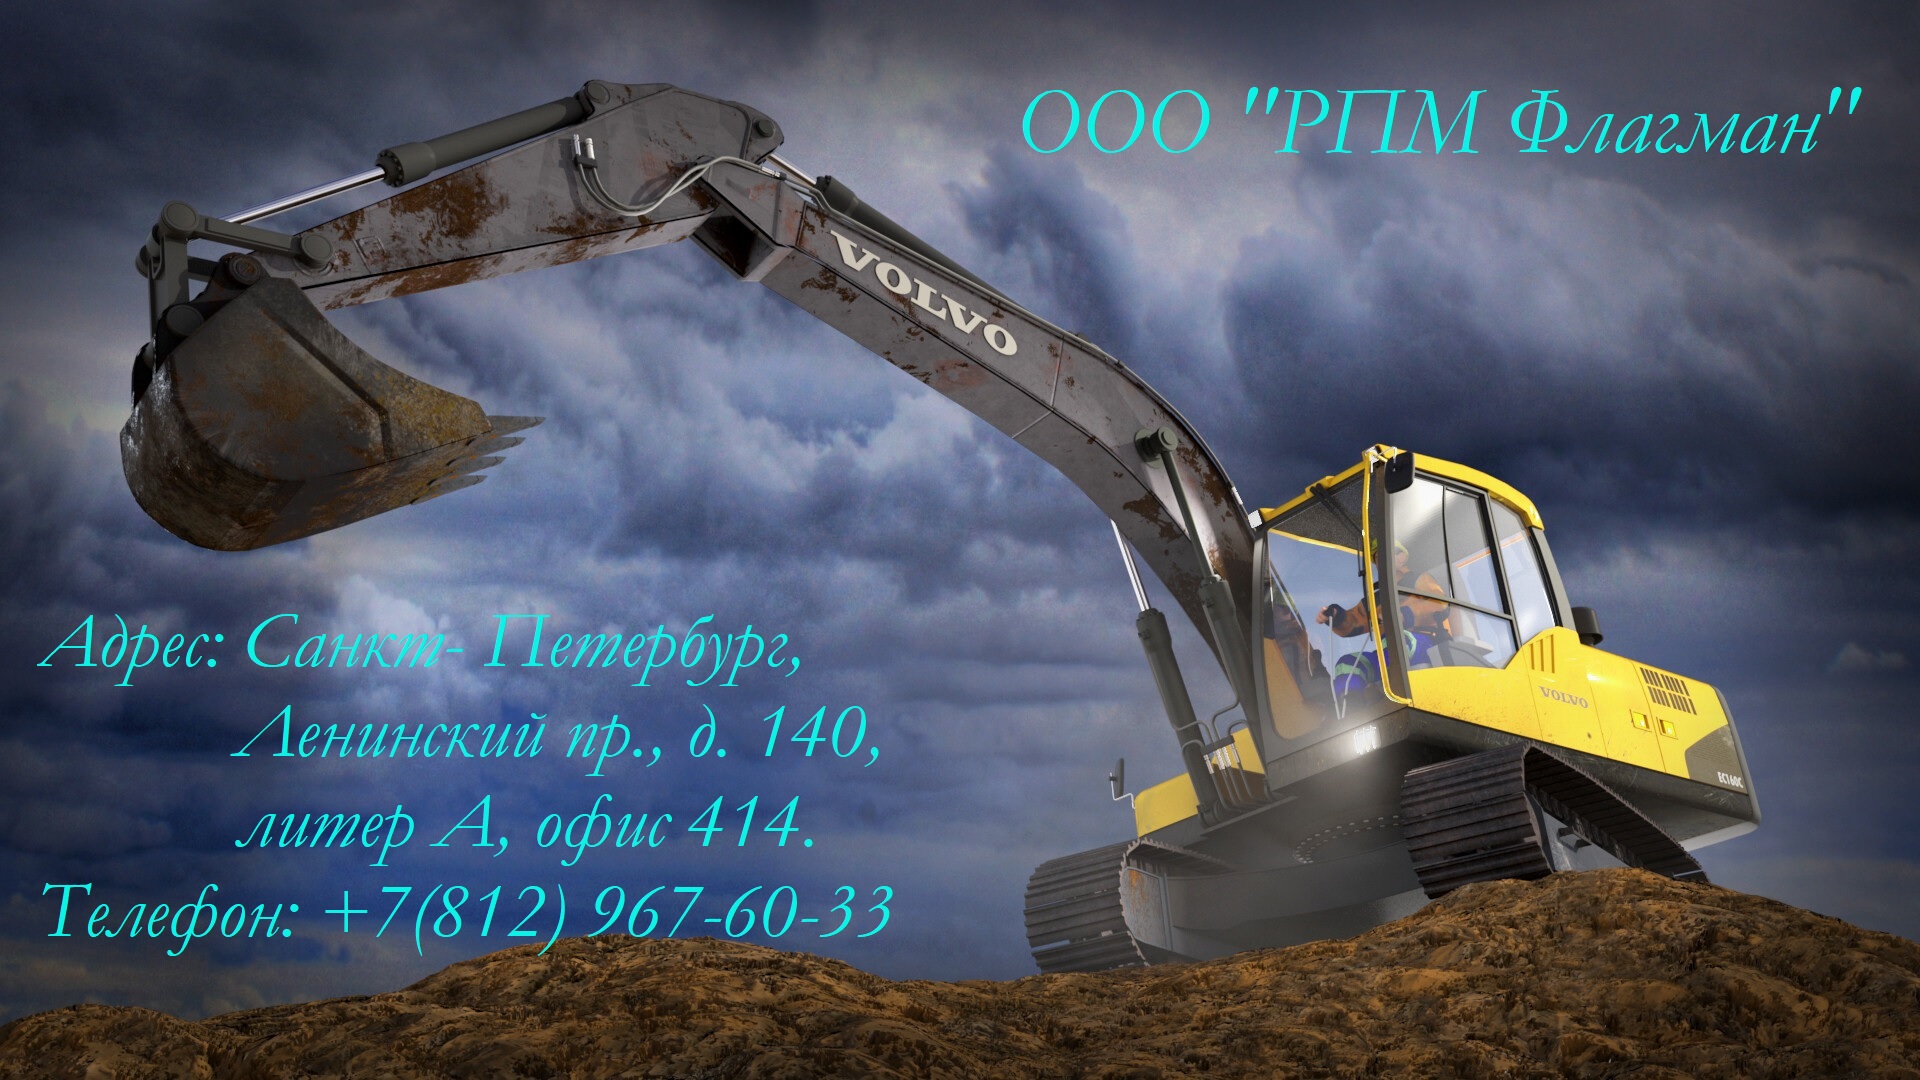 ООО "РПМ Флагман"
VOLVO
VOLVO
EC160C
Адрес: Санкт- Петербург,
Ленинский пр., д. 140,
литер А, офис 414.
Телефон: +7(812) 967-60-33